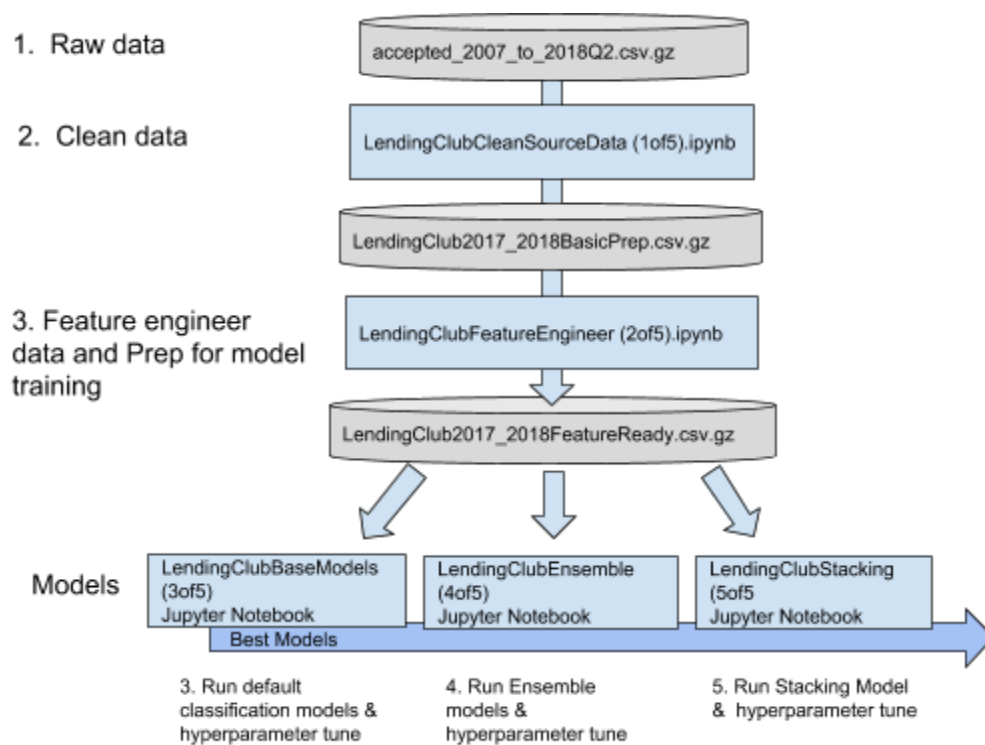 1. Raw data
accepted_2007_to_2018Q2.csv.gz
2. Clean data
LendingClubCleanSourceData (1of5).ipynb
LendingClub2017_2018BasicPrep.csv.gz
3. Feature engineer
data and Prep for model
training
LendingClubFeatureEngineer (2of5).ipynb
LendingClub2017_2018FeatureReady.csv.gz
Models
LendingClubBaseModels
(3of5)
Jupyter Notebook
LendingClubEnsemble
(4of5)
Jupyter Notebook
LendingClubStacking
(5of5
Jupyter Notebook
Best Models
3. Run default
classification models &
hyperparameter tune
4. Run Ensemble
models &
hyperparameter tune
5. Run Stacking Model
& hyperparameter tune